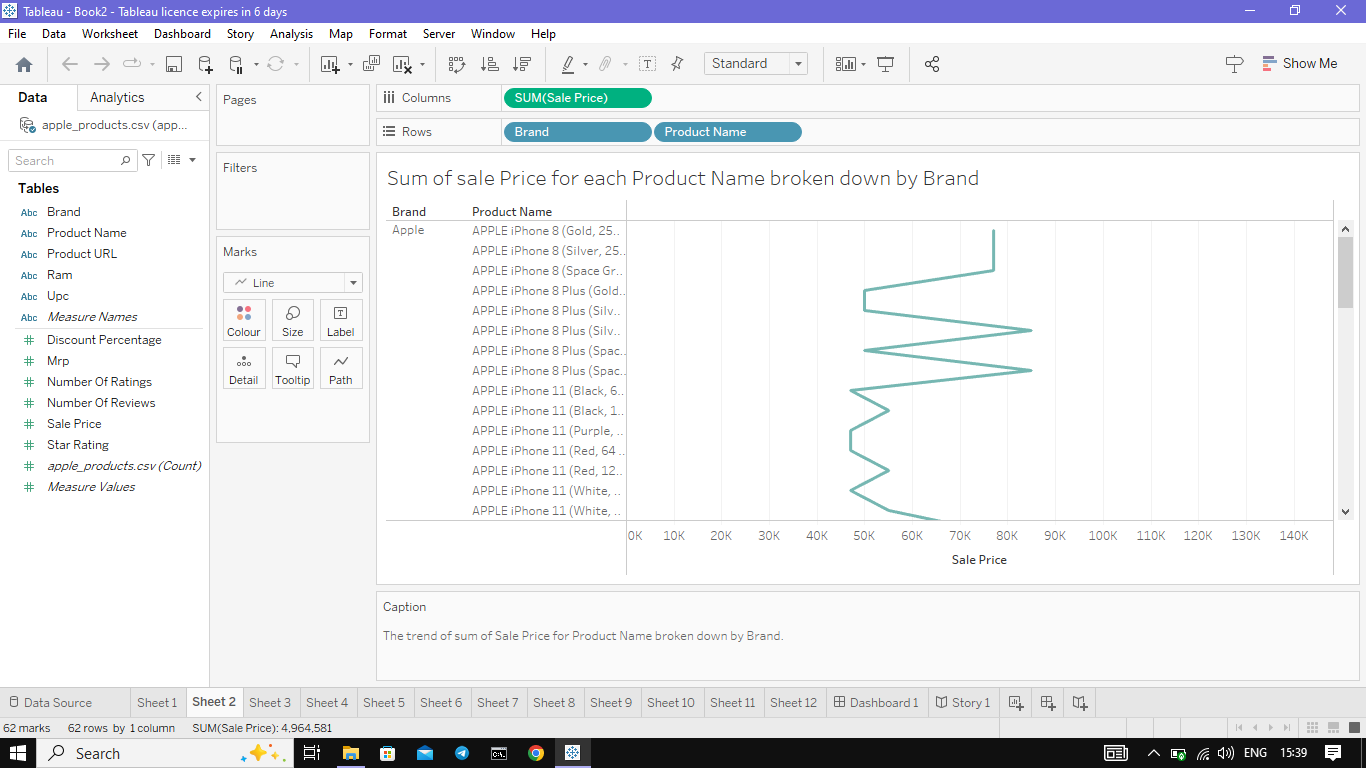 Tableau - Book2 - Tableau licence expires in 6 days
File Data Worksheet Dashboard Story Analysis Map Format Server Window Help
Standard
Show Me
Data Analytics
apple_products.csv (app...
Search
Tables
Abc Brand
Abc Product Name
Abc Product URL
Abc Ram
Abc Upc
Abc Measure Names
Discount Percentage
Mrp
Number Of Ratings
Number Of Reviews
Sale Price
Star Rating
apple_products.csv (Count)
Measure Values
Pages
Filters
Marks
Line
Colour Size Label
Detail Tooltip Path
Columns SUM(Sale Price)
Rows Brand Product Name
Sum of sale Price for each Product Name broken down by Brand
Brand Product Name
Apple APPLE iPhone 8 (Gold, 25..
APPLE iPhone 8 (Silver, 25..
APPLE iPhone 8 (Space Gr..
APPLE iPhone 8 Plus (Gold..
APPLE iPhone 8 Plus (Silv..
APPLE iPhone 8 Plus (Silv..
APPLE iPhone 8 Plus (Spac..
APPLE iPhone 8 Plus (Spac..
APPLE iPhone 11 (Black, 6..
APPLE iPhone 11 (Black, 1..
APPLE iPhone 11 (Purple, ..
APPLE iPhone 11 (Red, 64 ..
APPLE iPhone 11 (Red, 12..
APPLE iPhone 11 (White, ..
APPLE iPhone 11 (White, ..
0K 10K 20K 30K 40K 50K 60K 70K 80K 90K 100K 110K 120K 130K 140K
Sale Price
Caption
The trend of sum of Sale Price for Product Name broken down by Brand.
Data Source Sheet 1 Sheet 2 Sheet 3 Sheet 4 Sheet 5 Sheet 6 Sheet 7 Sheet 8 Sheet 9 Sheet 10 Sheet 11 Sheet 12 Dashboard 1 Story 1
62 marks 62 rows by 1 column SUM(Sale Price): 4,964,581
Search ENG 15:39